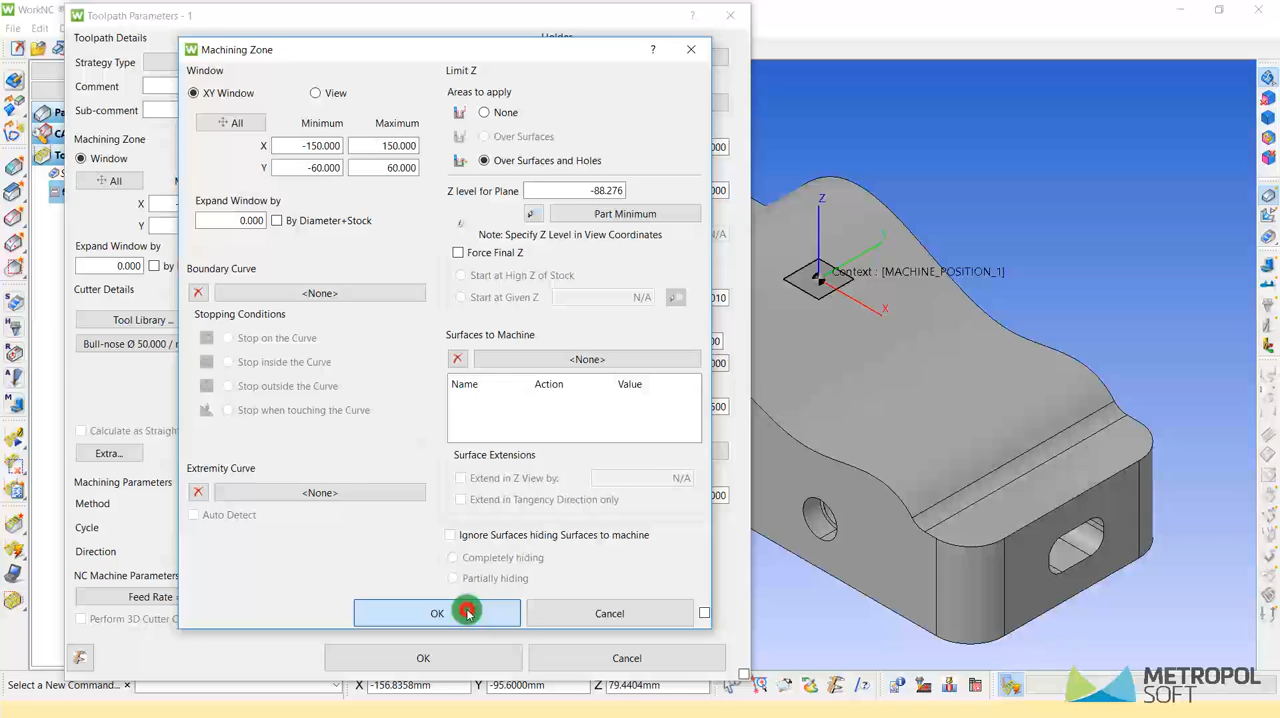 WorkNC
Toolpath Parameters - 1
File Edit
Toolpath Details
Strategy Type
Comment
Sub-comment
Machining Zone
Window
All
X
Y
Expand Window by
0.000
by
Cutter Details
Tool Library ...
Bull-nose Ø 50.000 /
Calculate as Straigh
Extra...
Machining Parameters
Method
Cycle
Direction
NC Machine Parameters
Feed Rate
Perform 3D Cutter C
OK
Cancel
Machining Zone
Window
XY Window
View
All
Minimum
Maximum
X
-150.000
150.000
Y
-60.000
60.000
Expand Window by
0.000
By Diameter+Stock
Boundary Curve
<None>
Stopping Conditions
Stop on the Curve
Stop inside the Curve
Stop outside the Curve
Stop when touching the Curve
Extremity Curve
<None>
Auto Detect
Limit Z
Areas to apply
None
Over Surfaces
Over Surfaces and Holes
Z level for Plane
-88.276
Part Minimum
Note: Specify Z Level in View Coordinates
Force Final Z
Start at High Z of Stock
Start at Given Z
N/A
Surfaces to Machine
<None>
Name Action Value
Surface Extensions
Extend in Z View by:
N/A
Extend in Tangency Direction only
Ignore Surfaces hiding Surfaces to machine
Completely hiding
Partially hiding
OK
Cancel
Z
Context : [MACHINE_POSITION_1]
X
Select a New Command...
X -156.8358mm Y -95.6000mm Z 79.4404mm
METROPOL
SOFT